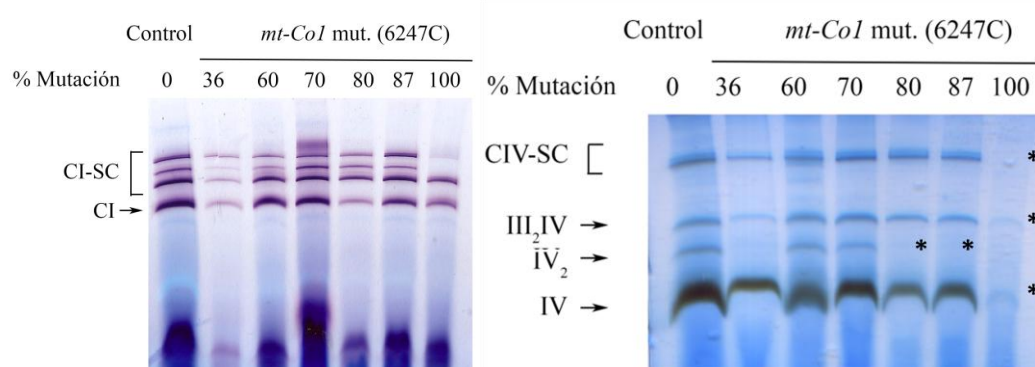 Control mt-Co1 mut. (6247C)
% Mutación 0 36 60 70 80 87 100
CI-SC
CI
Control mt-Co1 mut. (6247C)
% Mutación 0 36 60 70 80 87 100
CIV-SC *
III2IV *
IV2 * *
IV *